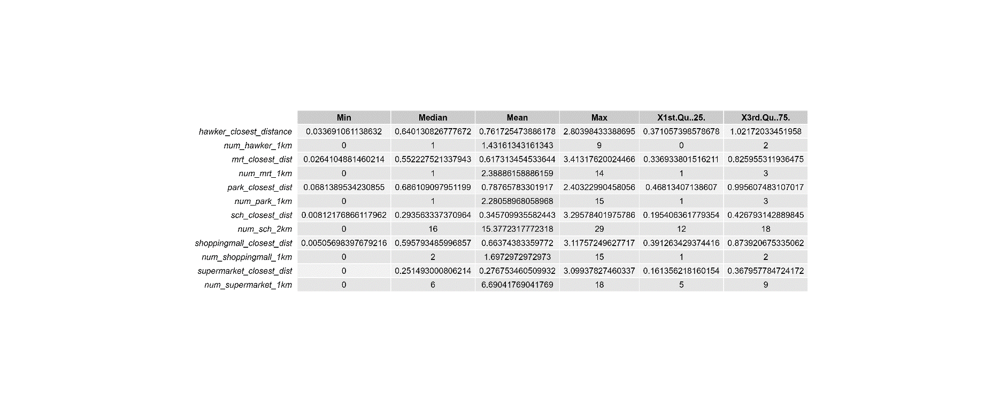 Min Median Mean Max X1st.Qu..25. X3rd.Qu..75.
hawker_closest_distance 0.033691061138632 0.640130826777672 0.761725473886178 2.80398433388695 0.371057398578678 1.02172033451958
num_hawker_1km 0 1 1.43161343161343 9 0 2
mrt_closest_dist 0.0264104881460214 0.552227521337943 0.617313454533644 3.41317620024466 0.336933801516211 0.825955311936475
num_mrt_1km 0 1 2.38886158886159 14 1 3
park_closest_dist 0.0681389534230855 0.686109097951199 0.78765783301917 2.40322990458056 0.46813407138607 0.995607483107017
num_park_1km 0 1 2.28058968058968 15 1 3
sch_closest_dist 0.00812176866117962 0.293563337370964 0.345709935582443 3.29578401975786 0.195406361779354 0.426793142889845
num_sch_2km 0 16 15.3772317772318 29 12 18
shoppingmall_closest_dist 0.00505698397679216 0.595793485996857 0.66374383359772 3.11757249627717 0.391263429374416 0.873920675335062
num_shoppingmall_1km 0 2 1.6972972972973 15 1 2
supermarket_closest_dist 0 0.251493000806214 0.276753460509932 3.09937827460337 0.161356218160154 0.367957784724172
num_supermarket_1km 0 6 6.69041769041769 18 5 9